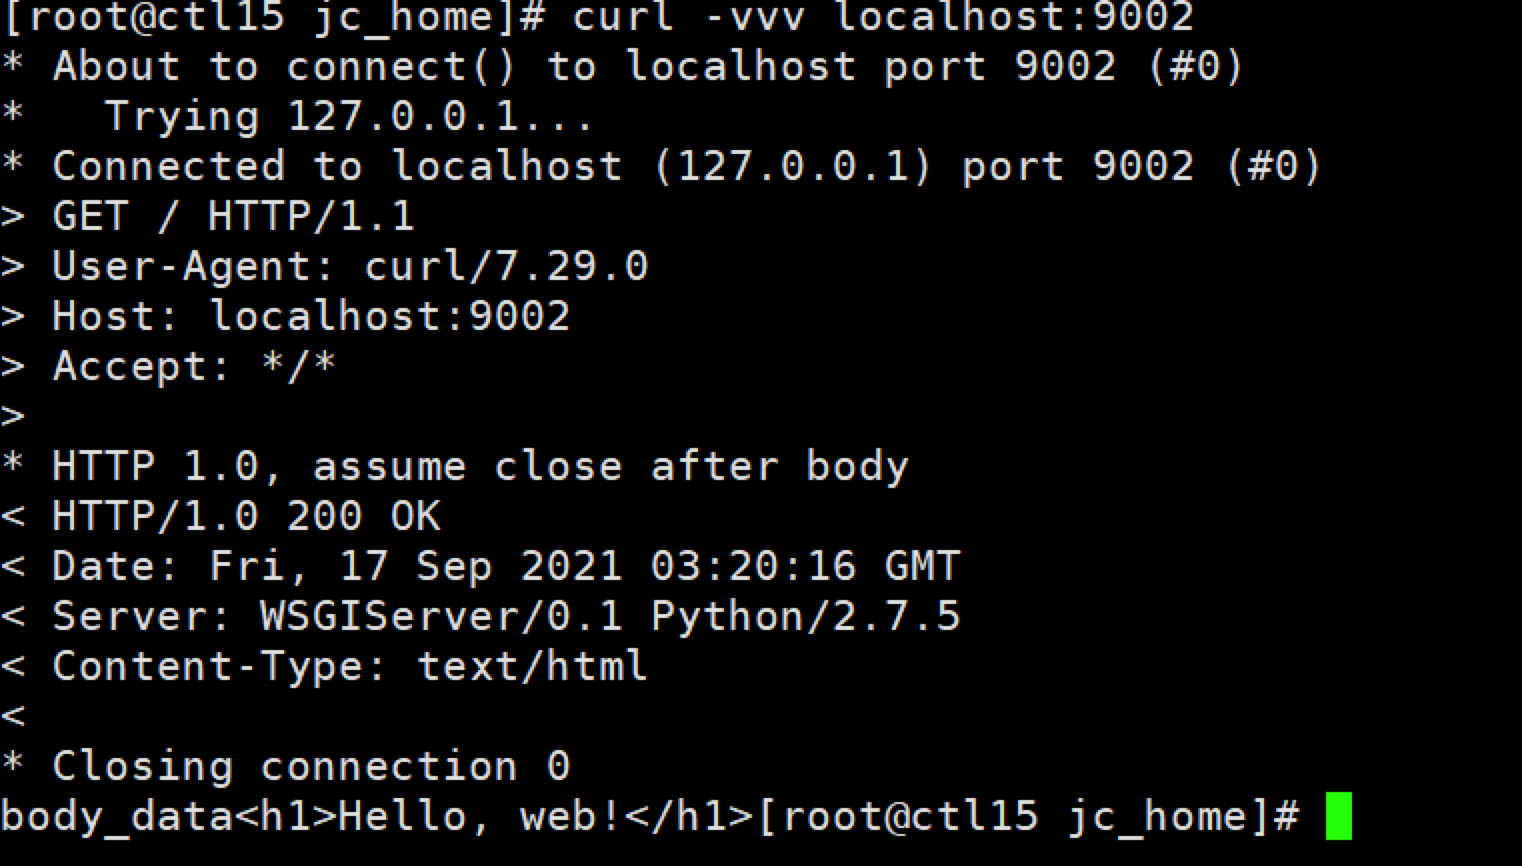 [root@ctl15 jc_home]# curl -vvv localhost:9002
* About to connect() to localhost port 9002 (#0)
*   Trying 127.0.0.1...
* Connected to localhost (127.0.0.1) port 9002 (#0)
> GET / HTTP/1.1
> User-Agent: curl/7.29.0
> Host: localhost:9002
> Accept: */*
>
* HTTP 1.0, assume close after body
< HTTP/1.0 200 OK
< Date: Fri, 17 Sep 2021 03:20:16 GMT
< Server: WSGIServer/0.1 Python/2.7.5
< Content-Type: text/html
<
* Closing connection 0
body_data<h1>Hello, web!</h1>[root@ctl15 jc_home]#